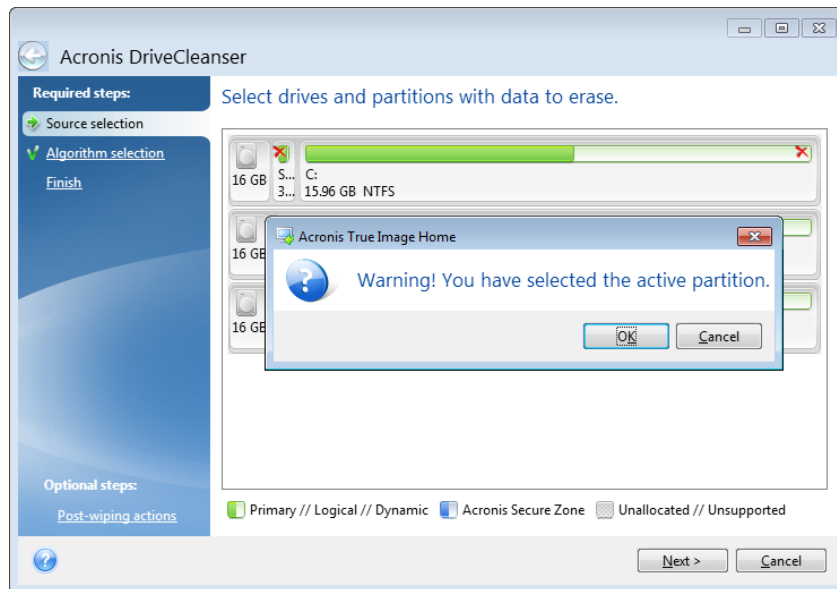 Acronis DriveCleanser
Required steps:
Source selection
Algorithm selection
Finish
Select drives and partitions with data to erase.
16 GB
S...
3...
C:
15.96 GB NTFS
16 GB
16 GB
Acronis True Image Home
Warning! You have selected the active partition.
OK
Cancel
Optional steps:
Post-wiping actions
Primary // Logical // Dynamic
Acronis Secure Zone
Unallocated // Unsupported
Next >
Cancel